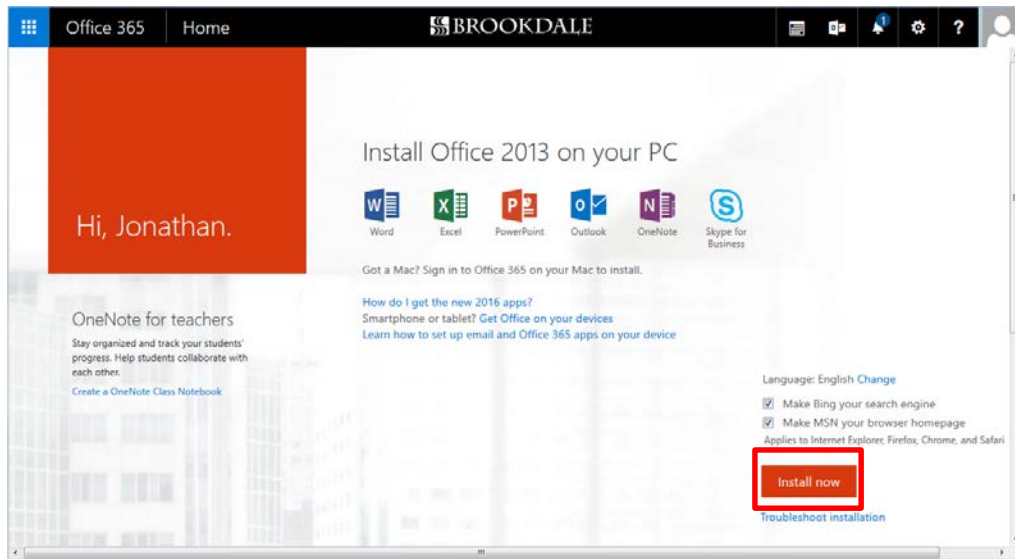 Office 365
Home
BROOKDALE
1
?
Hi, Jonathan.
Install Office 2013 on your PC
Word
Excel
PowerPoint
Outlook
OneNote
Skype for
Business
Got a Mac? Sign in to Office 365 on your Mac to install.
How do I get the new 2016 apps?
Smartphone or tablet? Get Office on your devices
Learn how to set up email and Office 365 apps on your device
OneNote for teachers
Stay organized and track your students'
progress. Help students collaborate with
each other.
Create a OneNote Class Notebook
Language: English Change
Make Bing your search engine
Make MSN your browser homepage
Applies to Internet Explorer, Firefox, Chrome, and Safari
Install now
Troubleshoot installation